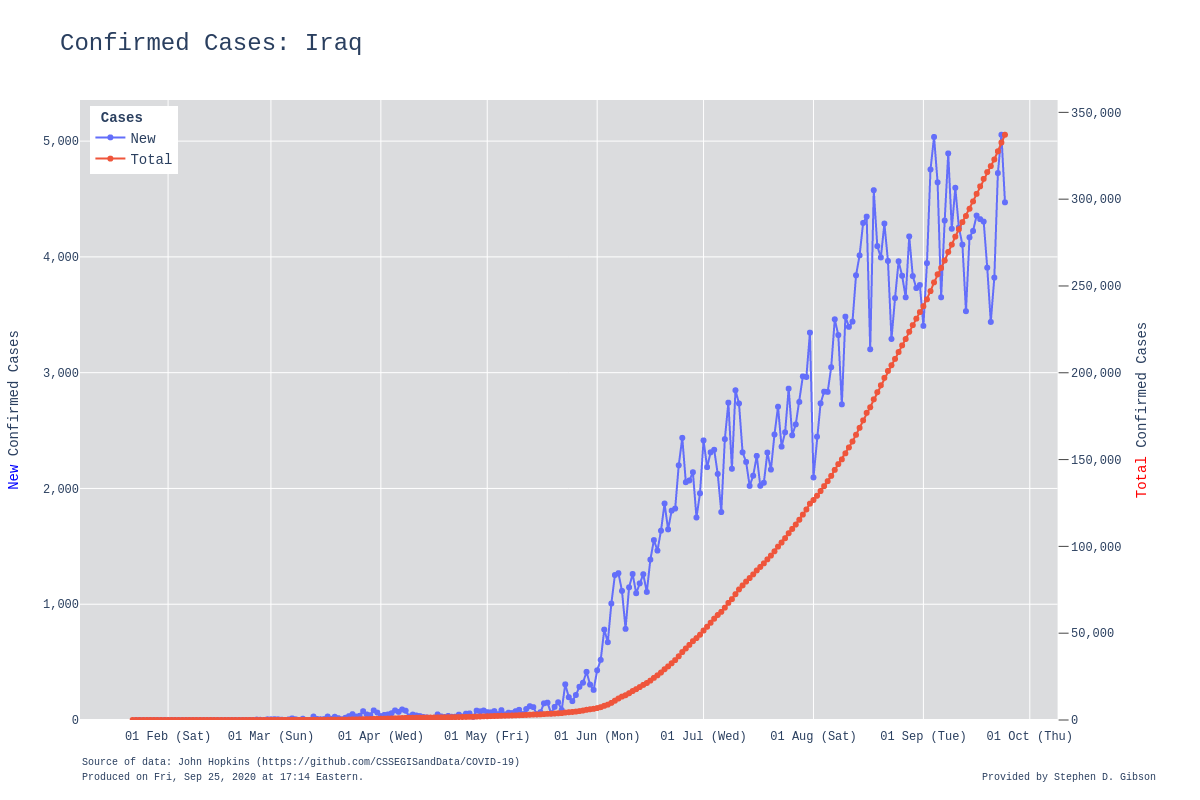 Confirmed Cases: Iraq
Cases
New
Total
5,000
4,000
3,000
2,000
1,000
0
350,000
300,000
250,000
200,000
150,000
100,000
50,000
0
New Confirmed Cases
Total Confirmed Cases
01 Feb (Sat) 01 Mar (Sun) 01 Apr (Wed) 01 May (Fri) 01 Jun (Mon) 01 Jul (Wed) 01 Aug (Sat) 01 Sep (Tue) 01 Oct (Thu)
Source of data: John Hopkins (https://github.com/CSSEGISandData/COVID-19)
Produced on Fri, Sep 25, 2020 at 17:14 Eastern.
Provided by Stephen D. Gibson